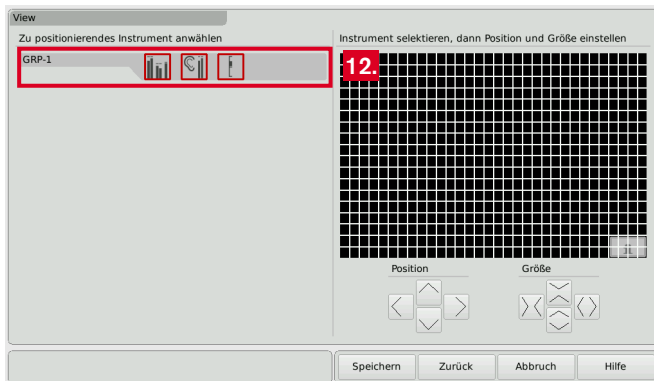 View
Zu positionierendes Instrument anwählen
GRP-1
Instrument selektieren, dann Position und Größe einstellen
12.
Position
Größe
Speichern
Zurück
Abbruch
Hilfe